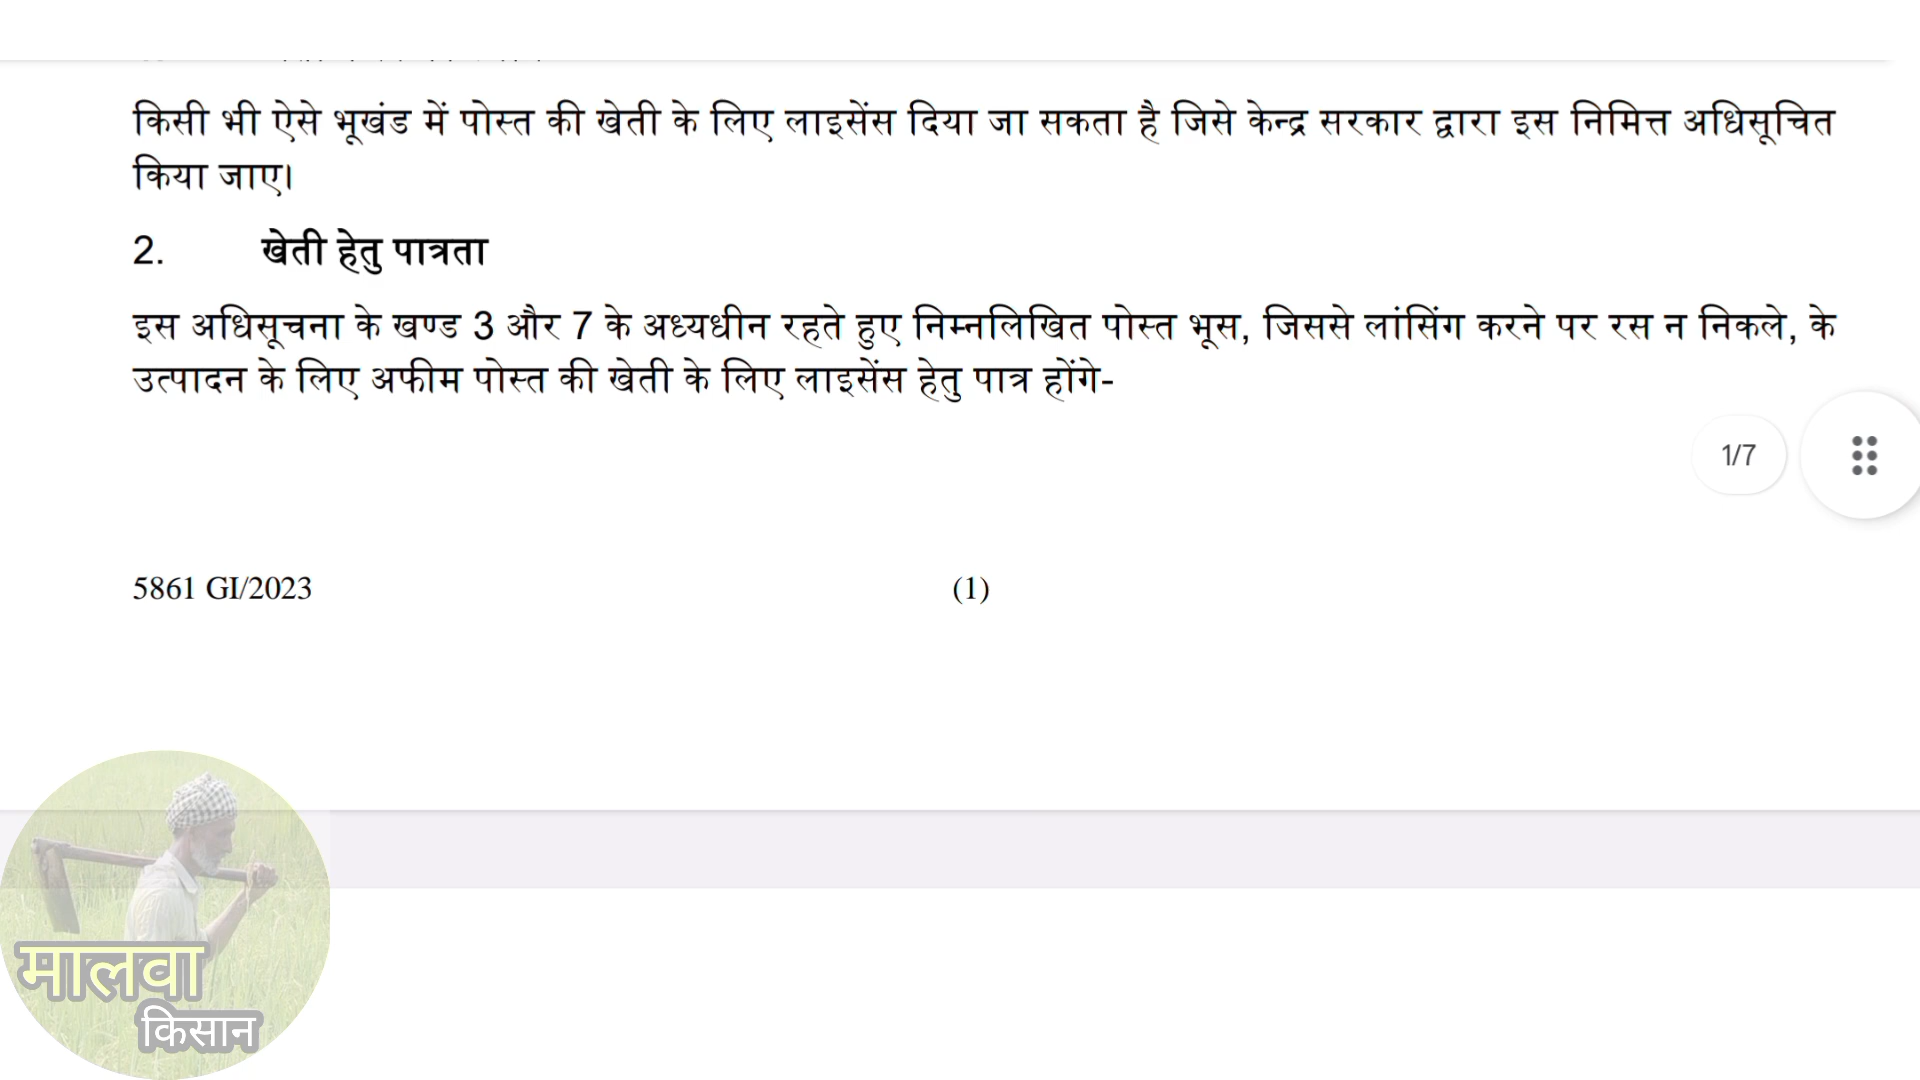 किसी भी ऐसे भूखंड में पोस्त की खेती के लिए लाइसेंस दिया जा सकता है जिसे केन्द्र सरकार द्वारा इस निमित्त अधिसूचित
किया जाए।
2. खेती हेतु पात्रता
इस अधिसूचना के खण्ड 3 और 7 के अध्यधीन रहते हुए निम्नलिखित पोस्त भूस, जिससे लांसिंग करने पर रस न निकले, के
उत्पादन के लिए अफीम पोस्त की खेती के लिए लाइसेंस हेतु पात्र होंगे-
1/7
5861 GI/2023 (1)
मालवा
किसान